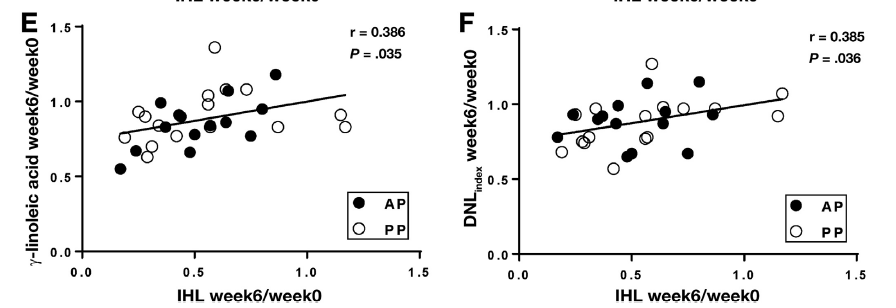 E
r = 0.386
P = .035
γ-linoleic acid week6/week0
1.5
1.0
0.5
0.0
0.0 0.5 1.0 1.5
AP
PP
IHL week6/week0
F
r = 0.385
P = .036
DNLindex week6/week0
1.5
1.0
0.5
0.0
0.0 0.5 1.0 1.5
AP
PP
IHL week6/week0